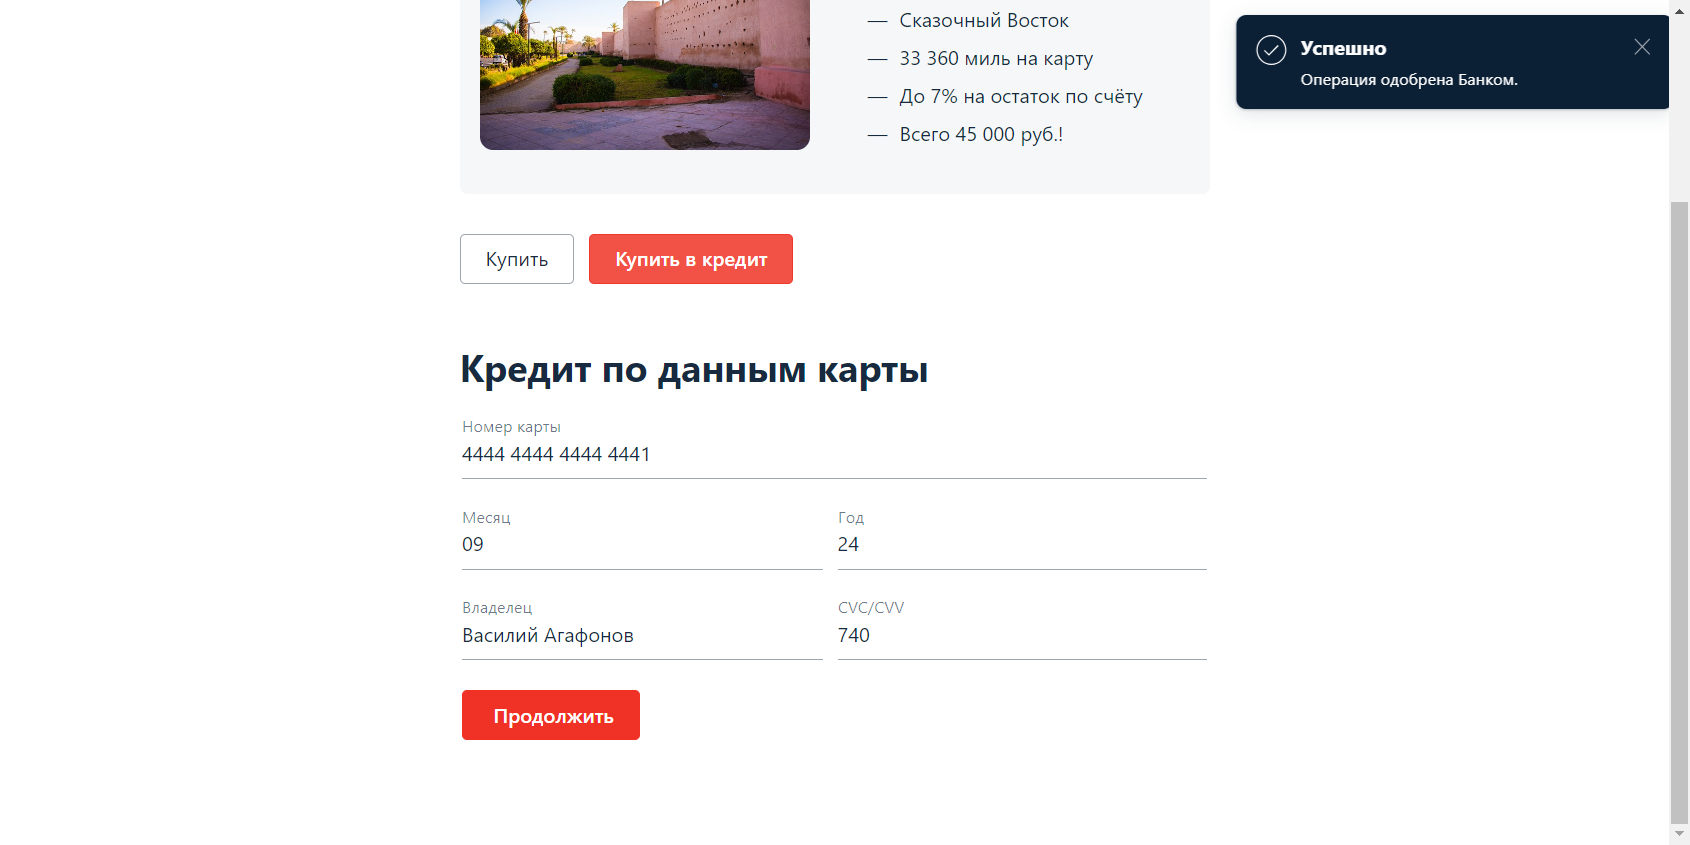 — Сказочный Восток
— 33 360 миль на карту
— До 7% на остаток по счёту
— Всего 45 000 руб.!
Успешно
Операция одобрена Банком.
Купить
Купить в кредит
Кредит по данным карты
Номер карты
4444 4444 4444 4441
Месяц
09
Год
24
Владелец
Василий Агафонов
CVC/CVV
740
Продолжить